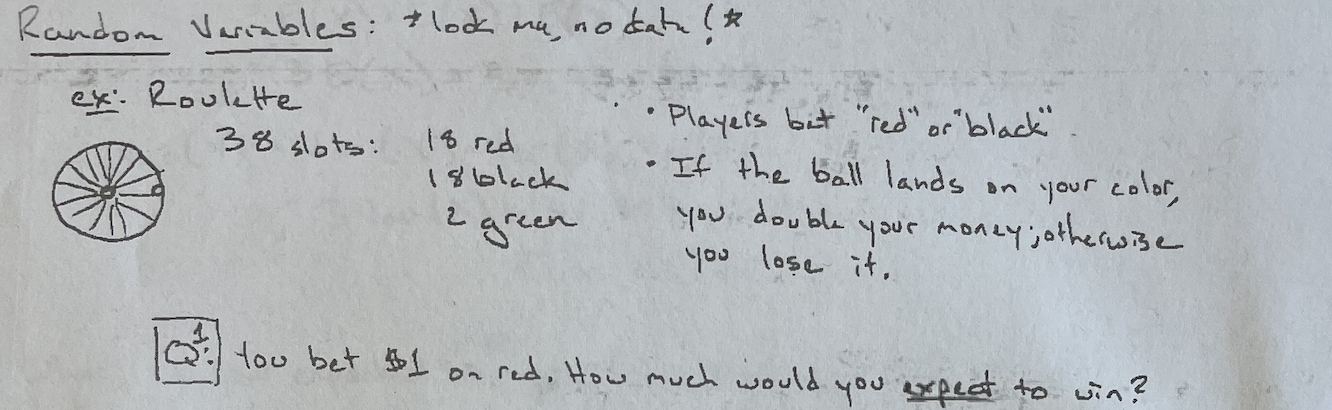 Random Variables: *look ma, no data!*
ex: Roulette
38 slots: 18 red
18 black
2 green
• Players bet "red" or "black".
• If the ball lands on your color,
you double your money; otherwise
you lose it.
Q1: You bet $1 on red. How much would you expect to win?